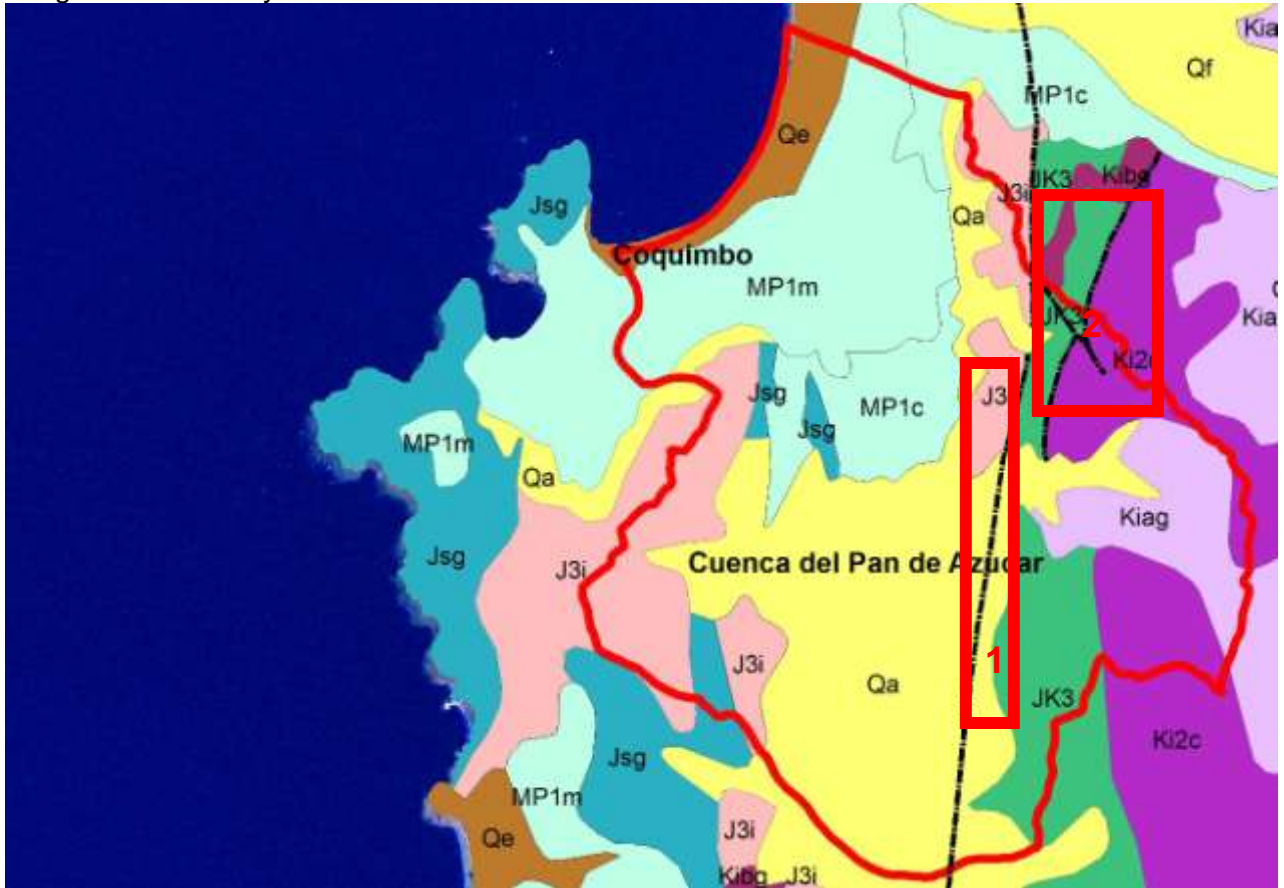 Kia
Qf
MP1c
Qe
JK3
Kibg
J3i
Jsg
Qa
Coquimbo
MP1m
Kia
JK3
2
Ki2c
J3i
Jsg
MP1c
Jsg
MP1m
Qa
Kiag
Jsg
J3i
Cuenca del Pan de Azúcar
J3i
1
Qa
JK3
Ki2c
Jsg
MP1m
J3i
Qe
Kibg
J3i